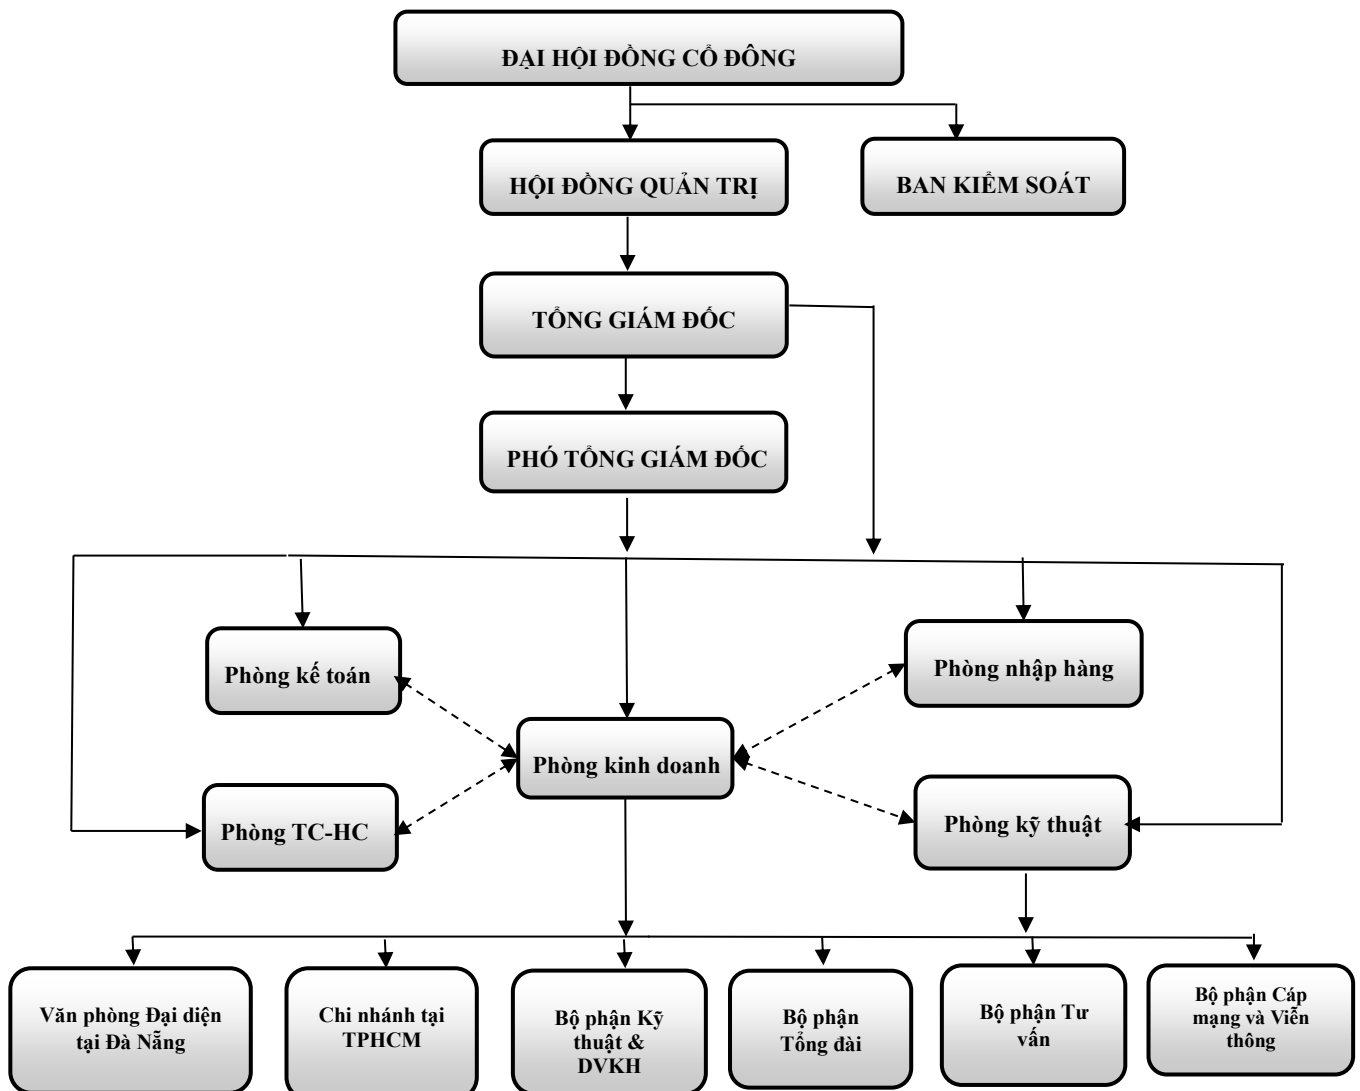 ĐẠI HỘI ĐỒNG CỔ ĐÔNG
HỘI ĐỒNG QUẢN TRỊ
BAN KIỂM SOÁT
TỔNG GIÁM ĐỐC
PHÓ TỔNG GIÁM ĐỐC
Phòng kế toán
Phòng nhập hàng
Phòng kinh doanh
Phòng TC-HC
Phòng kỹ thuật
Văn phòng Đại diện
tại Đà Nẵng
Chi nhánh tại
TPHCM
Bộ phận Kỹ
thuật &
DVKH
Bộ phận
Tổng đài
Bộ phận Tư
vấn
Bộ phận Cáp
mạng và Viễn
thông